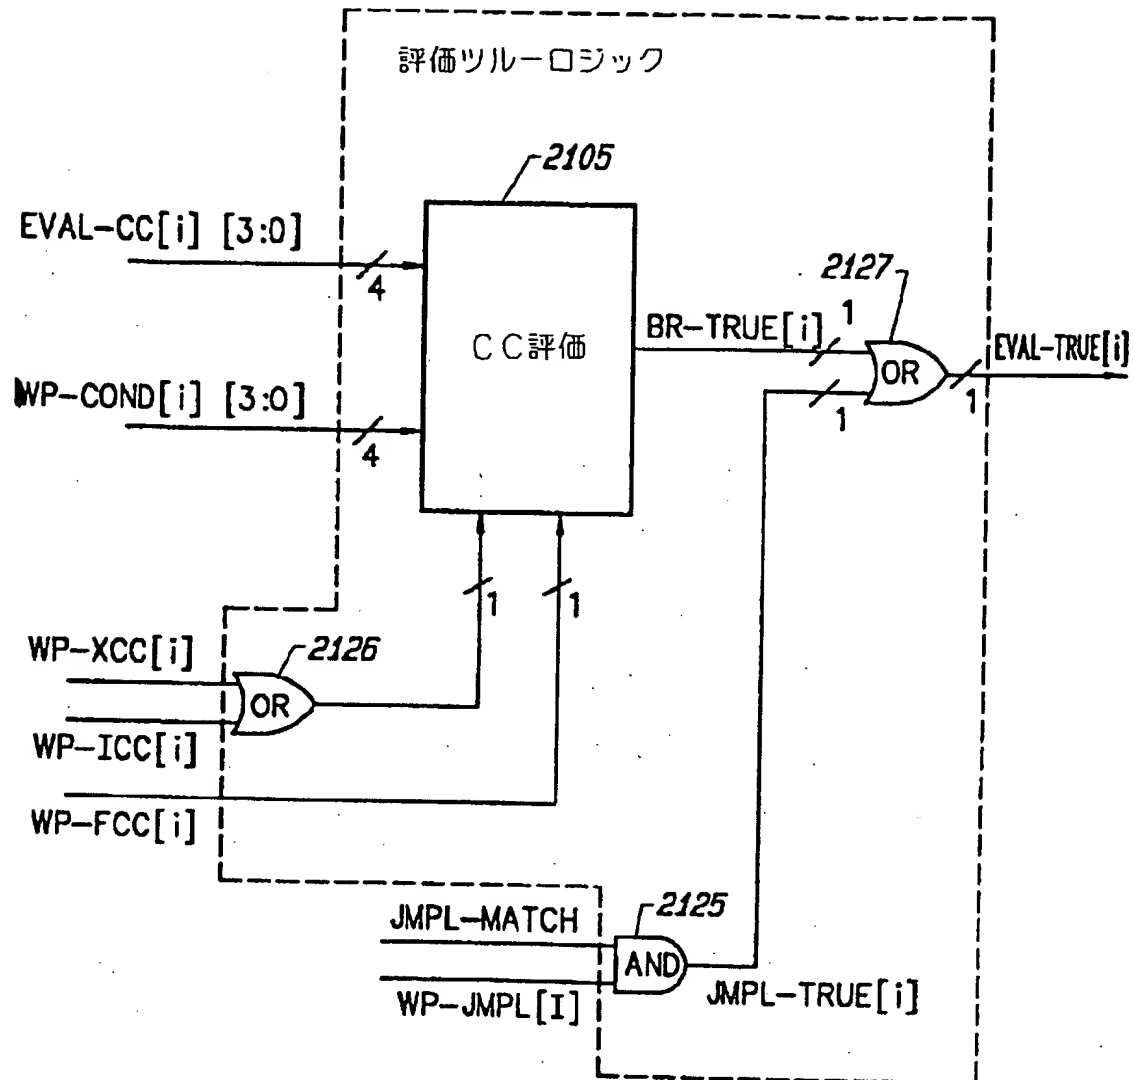 評価ツルーロジック
2105
EVAL-CC[i] [3:0]
4
2127
BR-TRUE[i]
1
EVAL-TRUE[i]
CC評価
OR
1
1
WP-COND[i] [3:0]
4
1
1
WP-XCC[i]
2126
OR
WP-ICC[i]
WP-FCC[i]
JMPL-MATCH
2125
AND
WP-JMPL[I]
JMPL-TRUE[i]